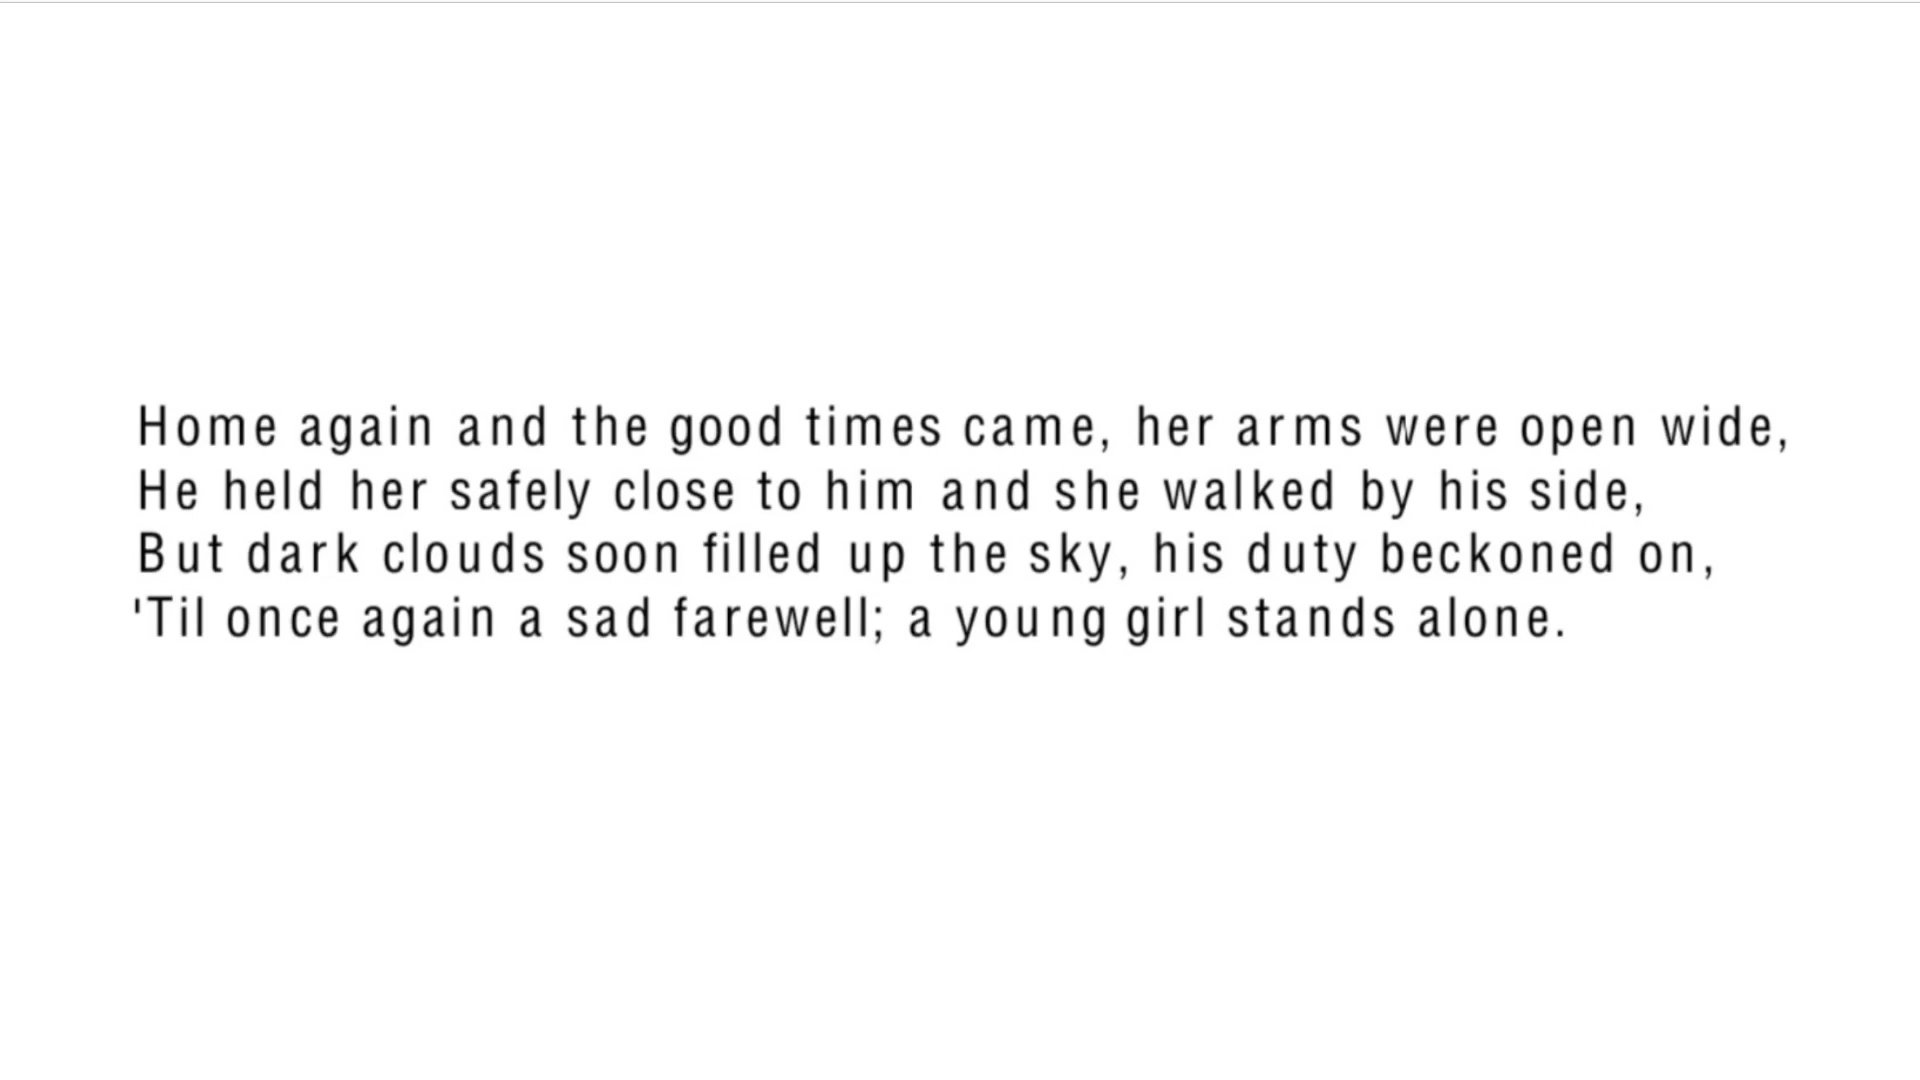 Home again and the good times came, her arms were open wide,
He held her safely close to him and she walked by his side,
But dark clouds soon filled up the sky, his duty beckoned on,
'Til once again a sad farewell; a young girl stands alone.